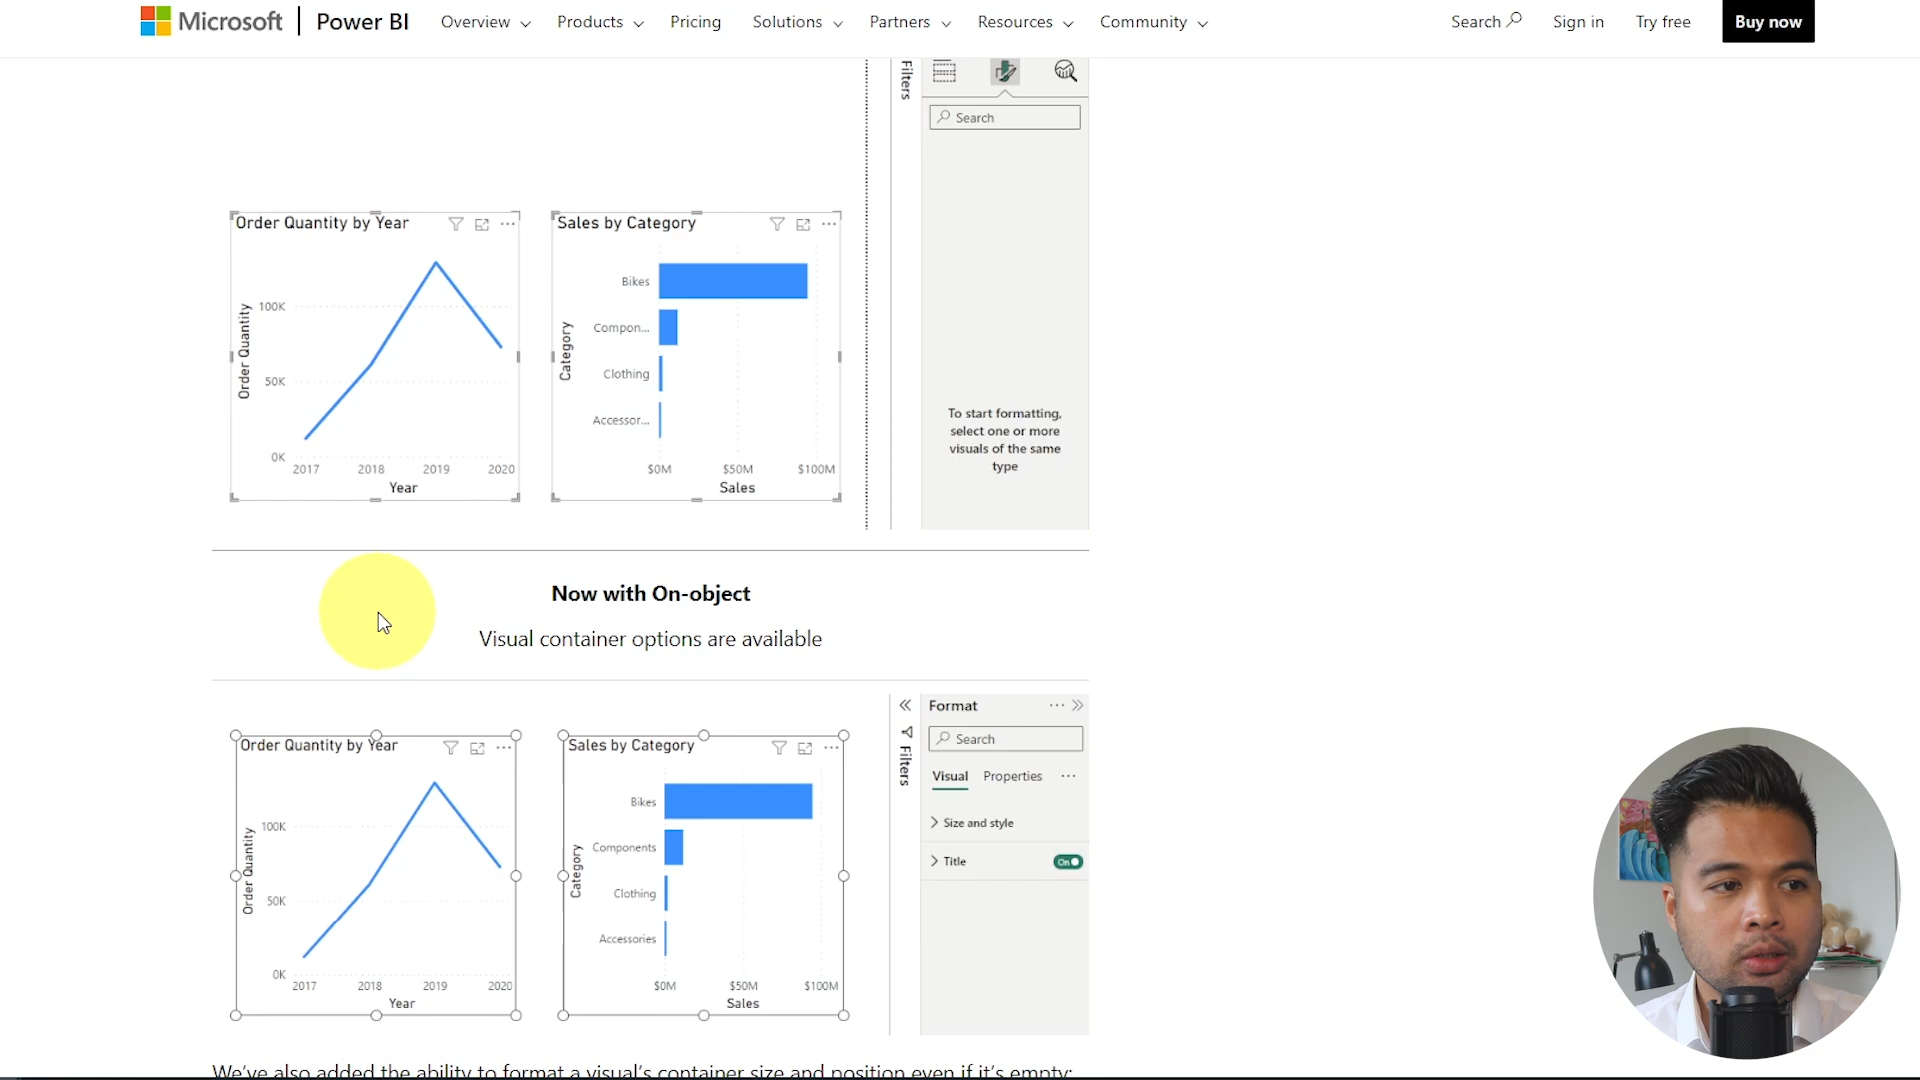 Microsoft Power BI Overview Products Pricing Solutions Partners Resources Community Search Sign in Try free Buy now
Filters
Search
To start formatting,
select one or more
visuals of the same
type
Order Quantity by Year
Order Quantity
100K
50K
0K
2017 2018 2019 2020
Year
Sales by Category
Category
Bikes
Compon...
Clothing
Accessor...
$0M $50M $100M
Sales
Now with On-object
Visual container options are available
Order Quantity by Year
Order Quantity
100K
50K
0K
2017 2018 2019 2020
Year
Sales by Category
Category
Bikes
Components
Clothing
Accessories
$0M $50M $100M
Sales
Filters
Format
Search
Visual Properties
Size and style
Title On
We've also added the ability to format a visual's container size and position even if it's empty: